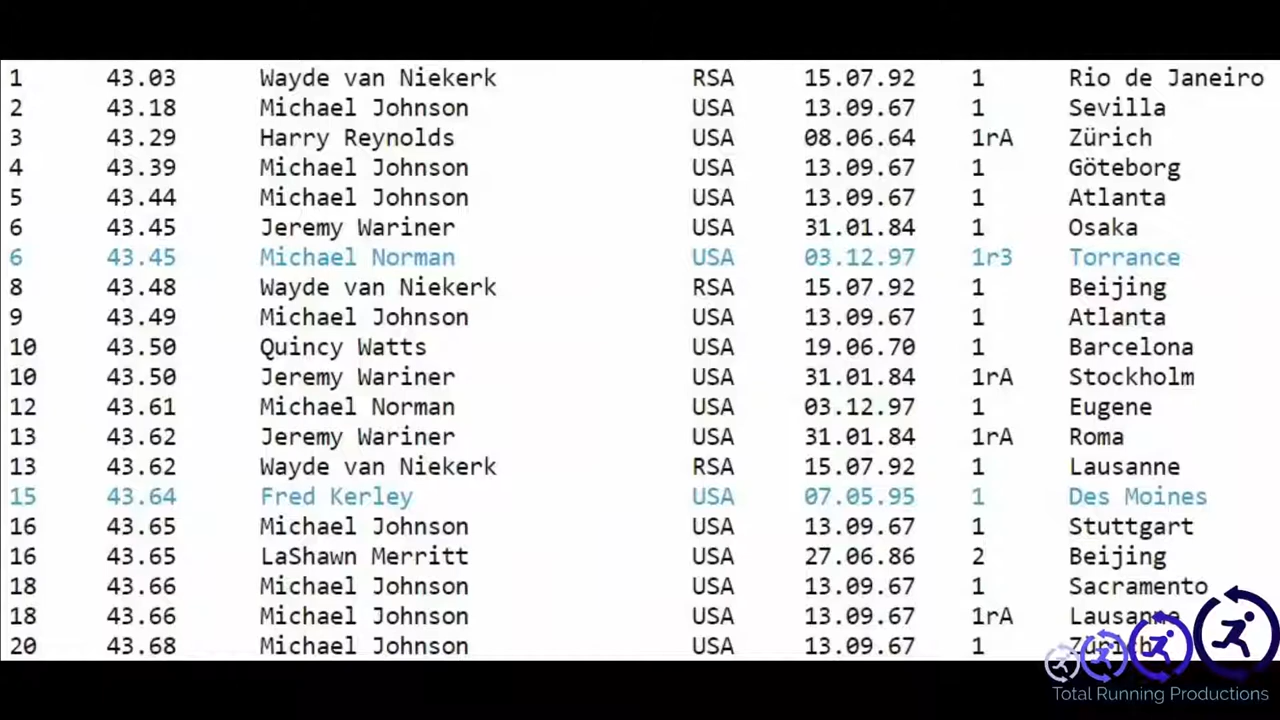 1 43.03 Wayde van Niekerk RSA 15.07.92 1 Rio de Janeiro
2 43.18 Michael Johnson USA 13.09.67 1 Sevilla
3 43.29 Harry Reynolds USA 08.06.64 1rA Zürich
4 43.39 Michael Johnson USA 13.09.67 1 Göteborg
5 43.44 Michael Johnson USA 13.09.67 1 Atlanta
6 43.45 Jeremy Wariner USA 31.01.84 1 Osaka
6 43.45 Michael Norman USA 03.12.97 1r3 Torrance
8 43.48 Wayde van Niekerk RSA 15.07.92 1 Beijing
9 43.49 Michael Johnson USA 13.09.67 1 Atlanta
10 43.50 Quincy Watts USA 19.06.70 1 Barcelona
10 43.50 Jeremy Wariner USA 31.01.84 1rA Stockholm
12 43.61 Michael Norman USA 03.12.97 1 Eugene
13 43.62 Jeremy Wariner USA 31.01.84 1rA Roma
13 43.62 Wayde van Niekerk RSA 15.07.92 1 Lausanne
15 43.64 Fred Kerley USA 07.05.95 1 Des Moines
16 43.65 Michael Johnson USA 13.09.67 1 Stuttgart
16 43.65 LaShawn Merritt USA 27.06.86 2 Beijing
18 43.66 Michael Johnson USA 13.09.67 1 Sacramento
18 43.66 Michael Johnson USA 13.09.67 1rA Lausanne
20 43.68 Michael Johnson USA 13.09.67 1 Zürich
Total Running Productions